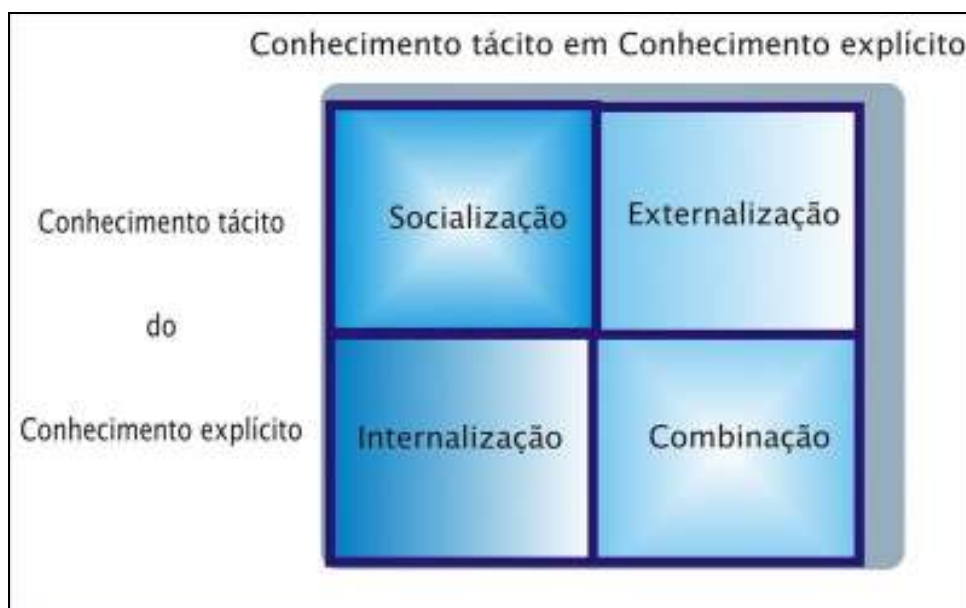 Conhecimento tácito em Conhecimento explícito
Conhecimento tácito
Socialização
Externalização
do
Conhecimento explícito
Internalização
Combinação